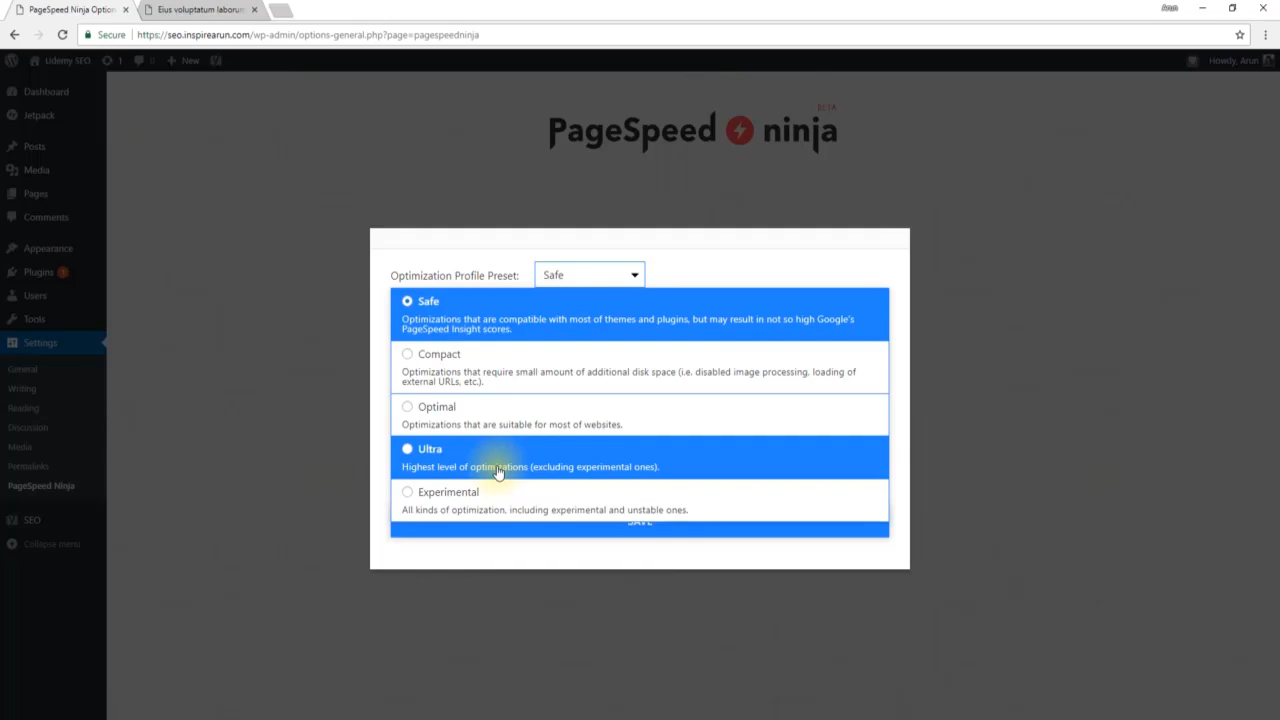 PageSpeed Ninja Option
Eius voluptatum laborum
Arun
Secure
https://seo.inspirearun.com/wp-admin/options-general.php?page=pagespeedninja
Udemy SEO
1
0
New
Howdy, Arun
Dashboard
Jetpack
Posts
Media
Pages
Comments
Appearance
Plugins 1
Users
Tools
Settings
General
Writing
Reading
Discussion
Media
Permalinks
PageSpeed Ninja
SEO
Collapse menu
BETA
PageSpeed ninja
Optimization Profile Preset: Safe
Safe
Optimizations that are compatible with most of themes and plugins, but may result in not so high Google's
PageSpeed Insight scores.
Compact
Optimizations that require small amount of additional disk space (i.e. disabled image processing, loading of
external URLs, etc.).
Optimal
Optimizations that are suitable for most of websites.
Ultra
Highest level of optimizations (excluding experimental ones).
Experimental
All kinds of optimization, including experimental and unstable ones.
SAVE